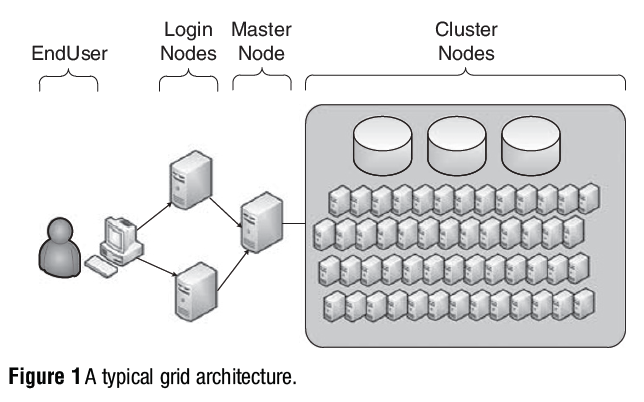 EndUser
Login
Nodes
Master
Node
Cluster
Nodes
Figure 1 A typical grid architecture.